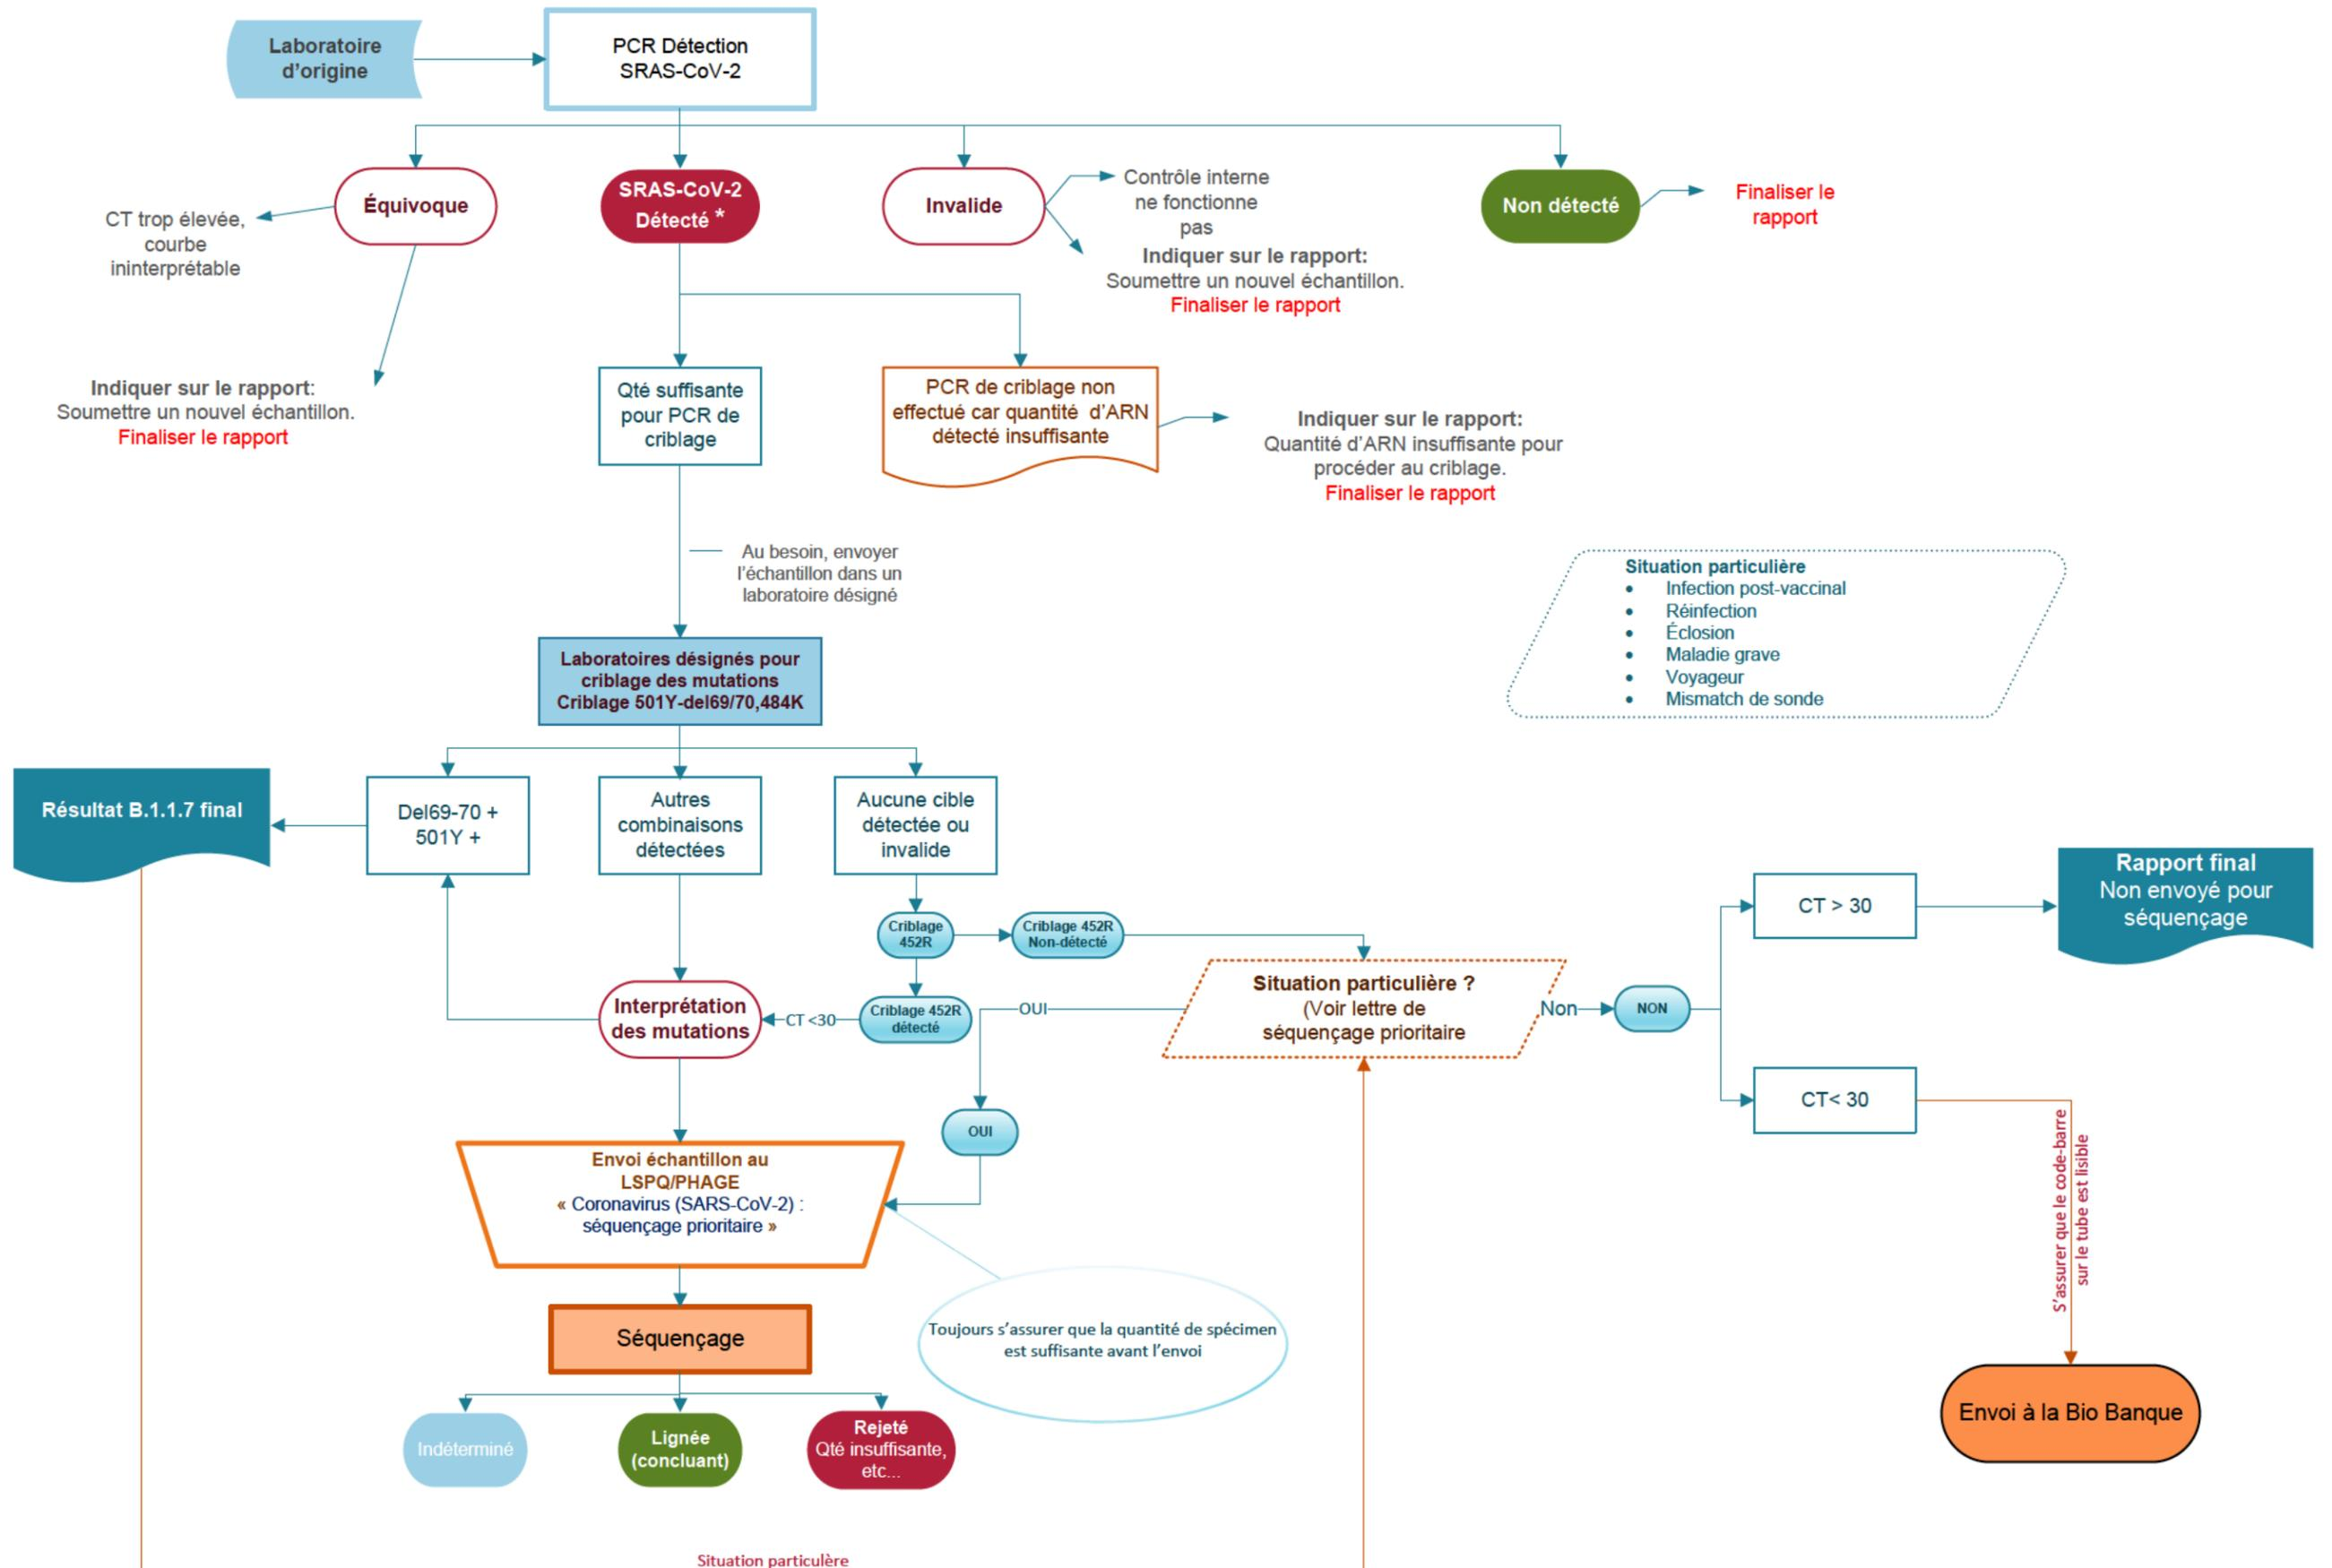 Laboratoire
d'origine
PCR Détection
SRAS-CoV-2
Équivoque
SRAS-CoV-2
Détecté *
Invalide
Non détecté
CT trop élevée,
courbe
ininterprétable
Contrôle interne
ne fonctionne
pas
Indiquer sur le rapport:
Soumettre un nouvel échantillon.
Finaliser le rapport
Finaliser le
rapport
Indiquer sur le rapport:
Soumettre un nouvel échantillon.
Finaliser le rapport
Qté suffisante
pour PCR de
criblage
PCR de criblage non
effectué car quantité d'ARN
détecté insuffisante
Indiquer sur le rapport:
Quantité d'ARN insuffisante pour
procéder au criblage.
Finaliser le rapport
Au besoin, envoyer
l'échantillon dans un
laboratoire désigné
Situation particulière
• Infection post-vaccinal
• Réinfection
• Éclosion
• Maladie grave
• Voyageur
• Mismatch de sonde
Laboratoires désignés pour
criblage des mutations
Criblage 501Y-del69/70,484K
Résultat B.1.1.7 final
Del69-70 +
501Y +
Autres
combinaisons
détectées
Aucune cible
détectée ou
invalide
Criblage
452R
Criblage 452R
Non-détecté
Interprétation
des mutations
CT <30
Criblage 452R
détecté
OUI
Situation particulière ?
(Voir lettre de
séquençage prioritaire
Non
NON
CT > 30
Rapport final
Non envoyé pour
séquençage
CT< 30
OUI
S'assurer que le code-barre
sur le tube est lisible
Envoi échantillon au
LSPQ/PHAGE
« Coronavirus (SARS-CoV-2) :
séquençage prioritaire »
Toujours s'assurer que la quantité de spécimen
est suffisante avant l'envoi
Séquençage
Envoi à la Bio Banque
Indéterminé
Lignée
(concluant)
Rejeté
Qté insuffisante,
etc...
Situation particulère